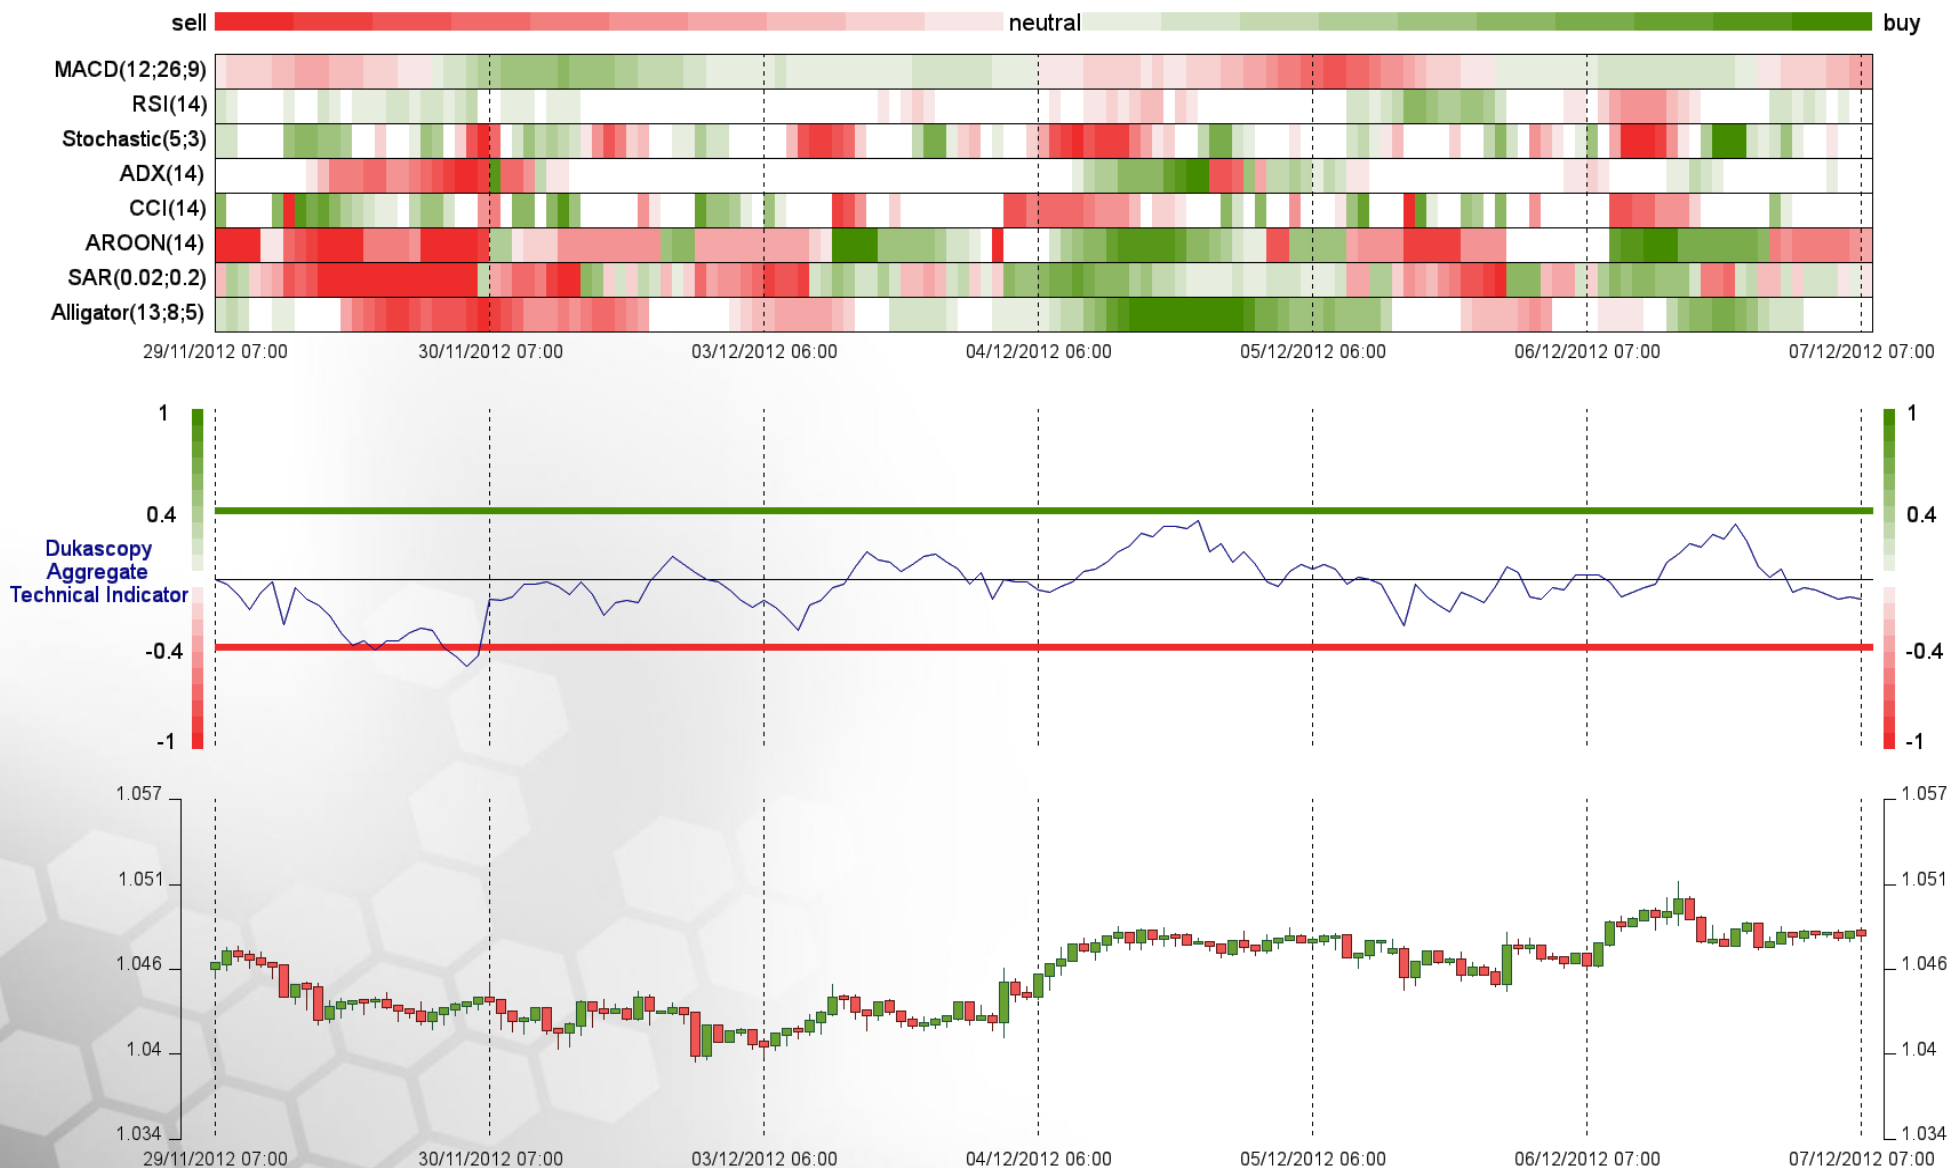 sell neutral buy
MACD(12;26;9)
RSI(14)
Stochastic(5;3)
ADX(14)
CCI(14)
AROON(14)
SAR(0.02;0.2)
Alligator(13;8;5)
29/11/2012 07:00 30/11/2012 07:00 03/12/2012 06:00 04/12/2012 06:00 05/12/2012 06:00 06/12/2012 07:00 07/12/2012 07:00
1 1
0.4 0.4
Dukascopy
Aggregate
Technical Indicator
-0.4 -0.4
-1 -1
1.057 1.057
1.051 1.051
1.046 1.046
1.04 1.04
1.034 1.034
29/11/2012 07:00 30/11/2012 07:00 03/12/2012 06:00 04/12/2012 06:00 05/12/2012 06:00 06/12/2012 07:00 07/12/2012 07:00